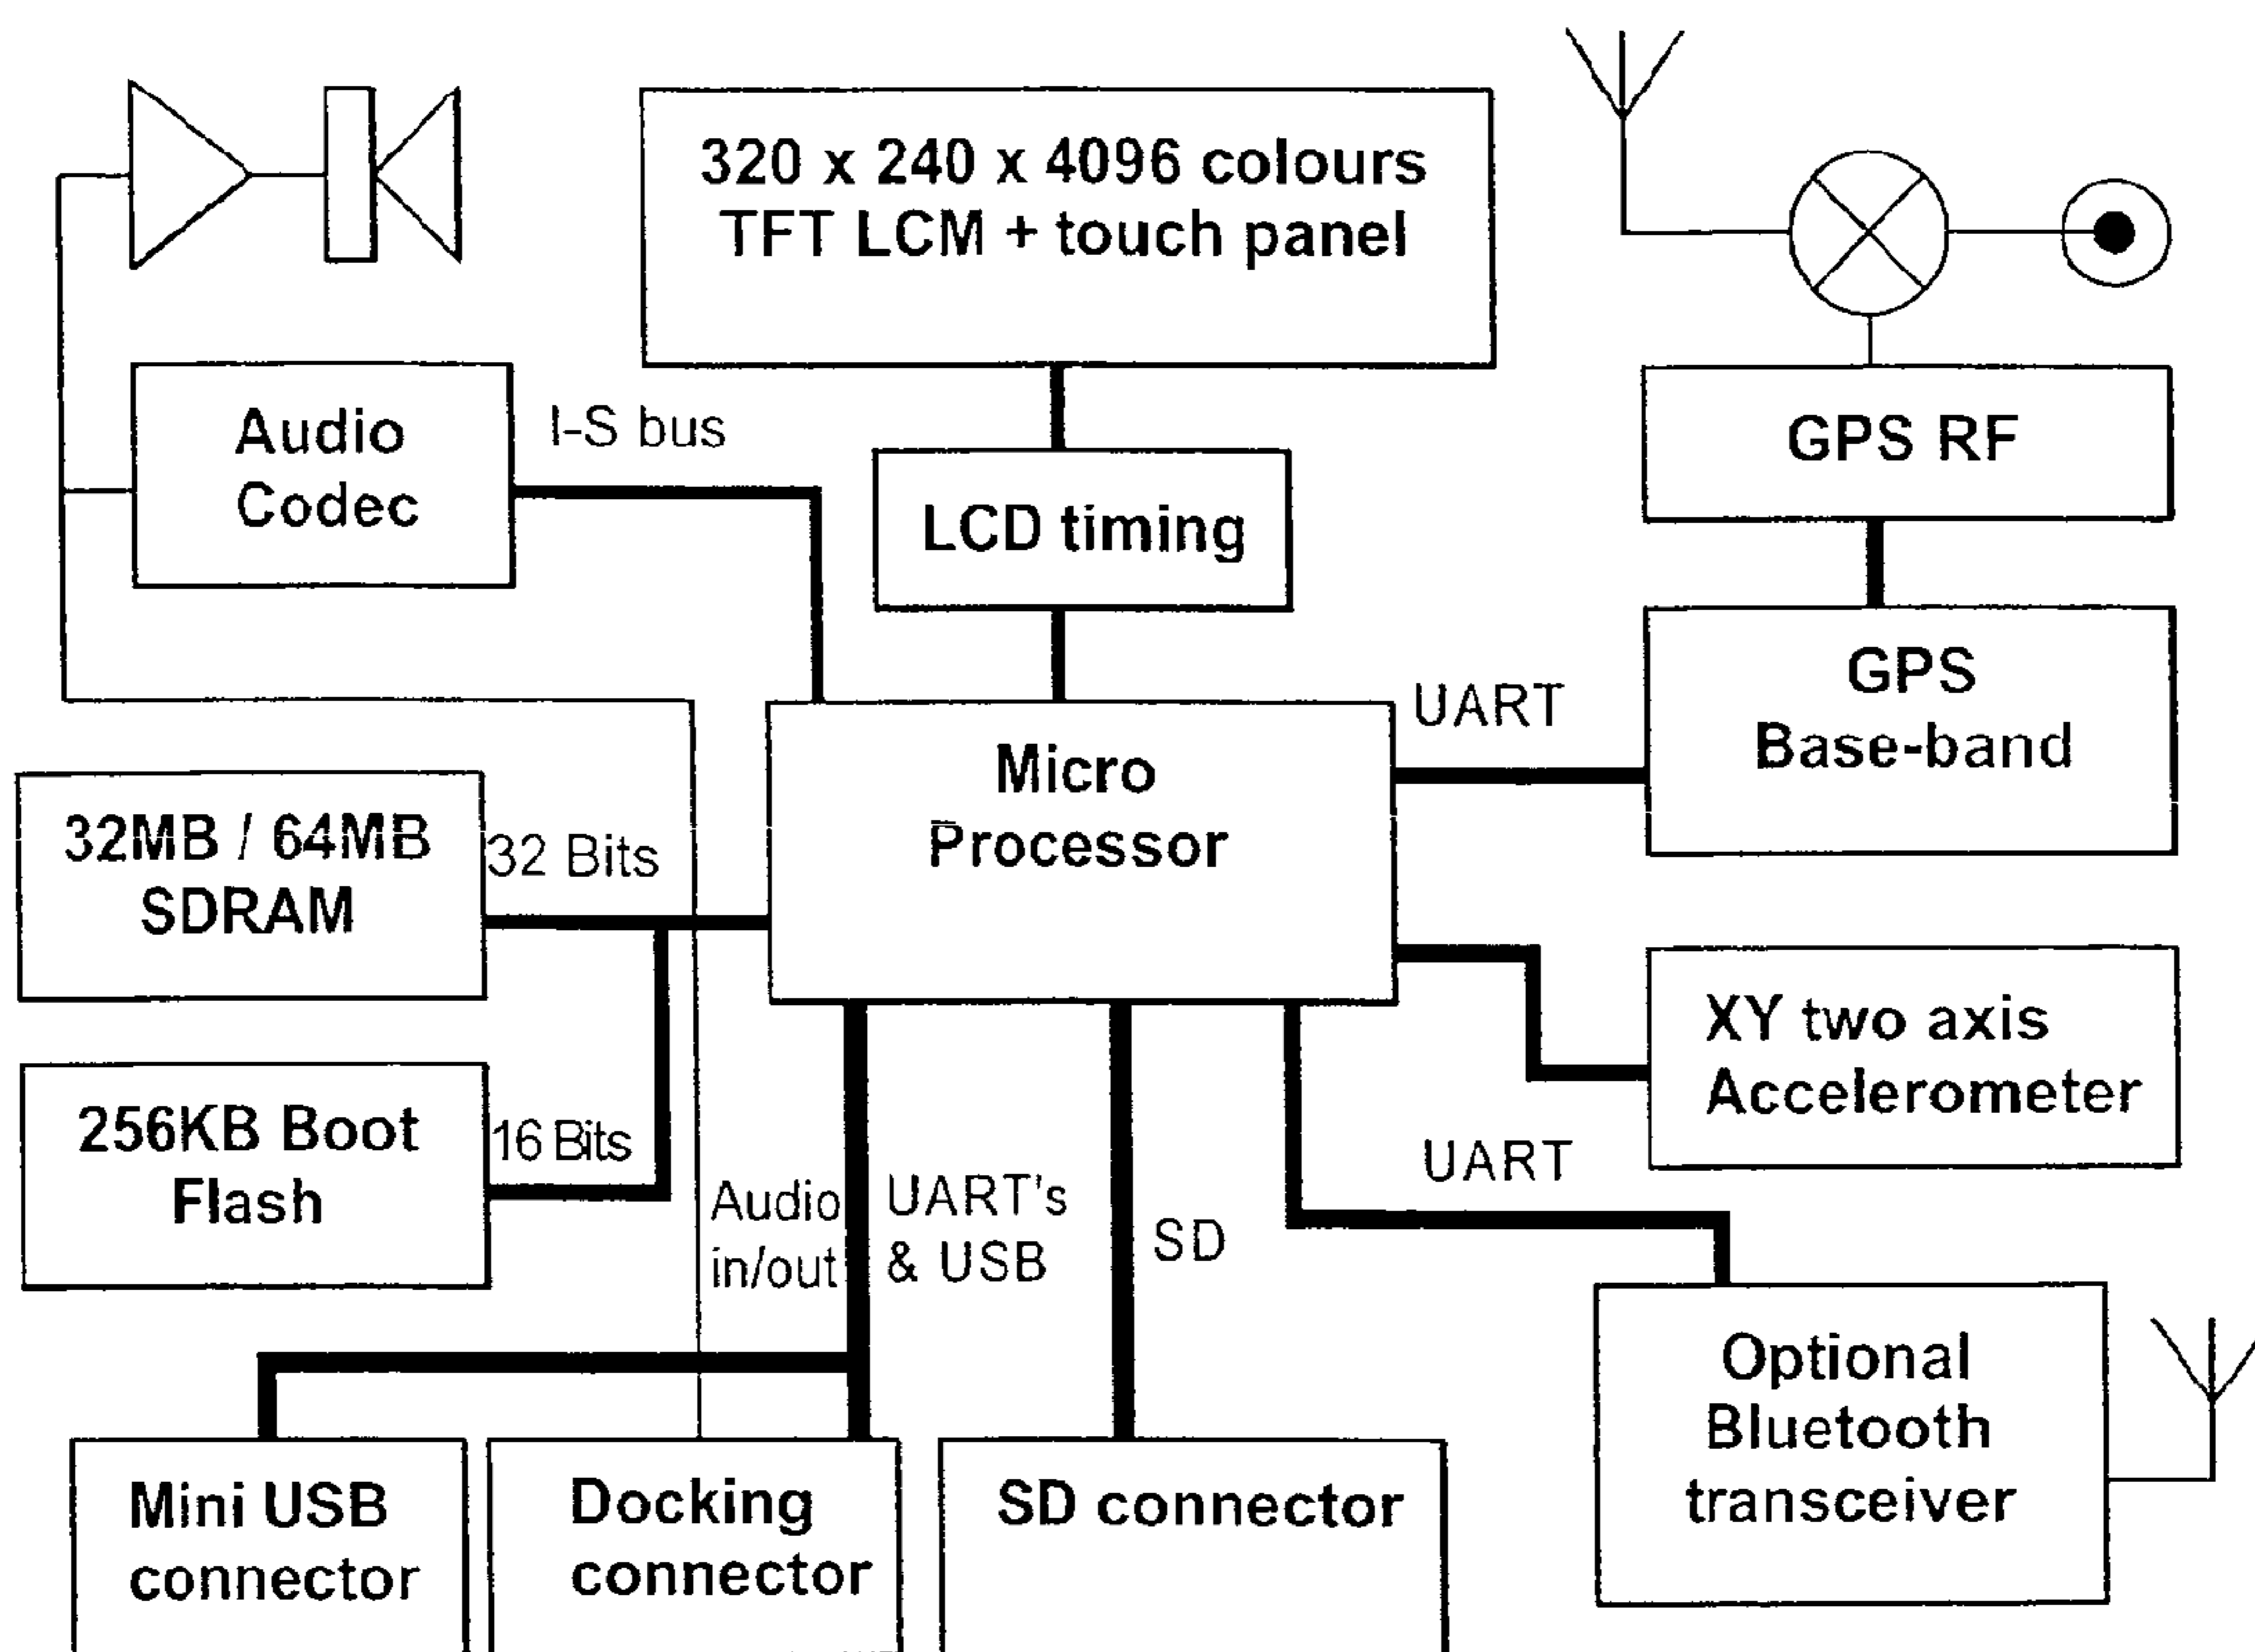 320 x 240 x 4096 colours
TFT LCM + touch panel
Audio
Codec
I-S bus
LCD timing
GPS RF
GPS
Base-band
UART
Micro
Processor
32MB / 64MB
SDRAM
32 Bits
XY two axis
Accelerometer
256KB Boot
Flash
16 Bits
Audio
in/out
UART's
& USB
SD
UART
Optional
Bluetooth
transceiver
Mini USB
connector
Docking
connector
SD connector